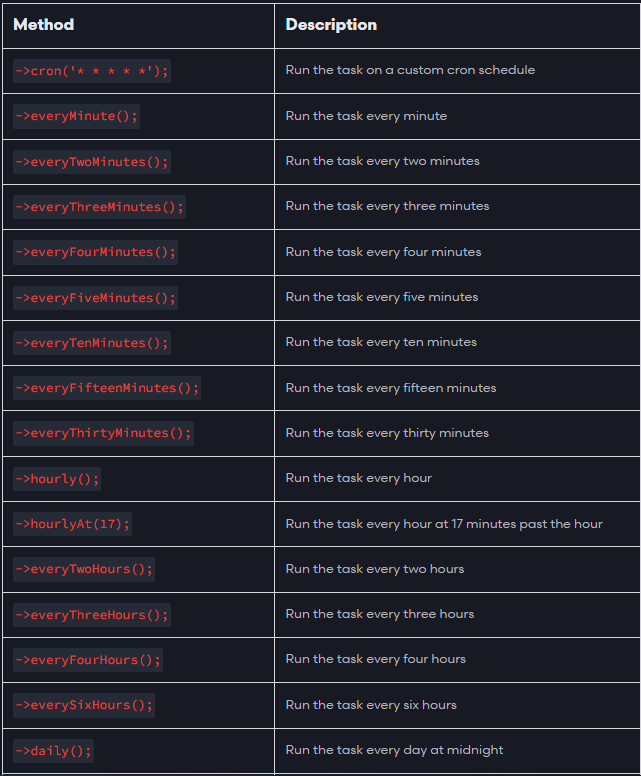 Method Description
->cron('* * * * *'); Run the task on a custom cron schedule
->everyMinute(); Run the task every minute
->everyTwoMinutes(); Run the task every two minutes
->everyThreeMinutes(); Run the task every three minutes
->everyFourMinutes(); Run the task every four minutes
->everyFiveMinutes(); Run the task every five minutes
->everyTenMinutes(); Run the task every ten minutes
->everyFifteenMinutes(); Run the task every fifteen minutes
->everyThirtyMinutes(); Run the task every thirty minutes
->hourly(); Run the task every hour
->hourlyAt(17); Run the task every hour at 17 minutes past the hour
->everyTwoHours(); Run the task every two hours
->everyThreeHours(); Run the task every three hours
->everyFourHours(); Run the task every four hours
->everySixHours(); Run the task every six hours
->daily(); Run the task every day at midnight